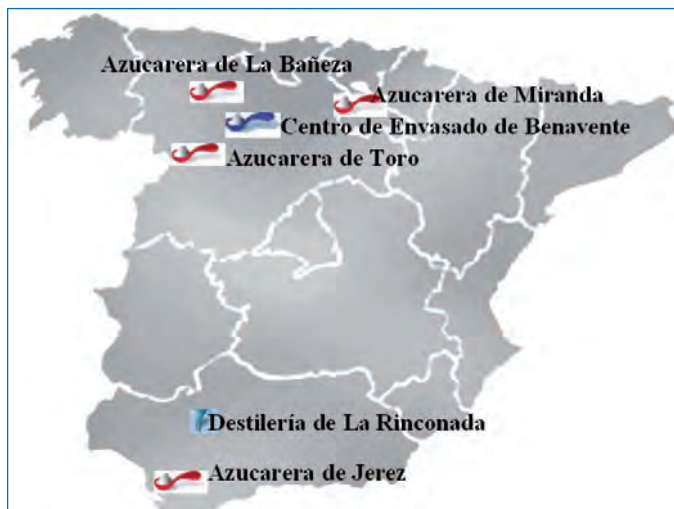 Azucarera de La Bañeza
Azucarera de Miranda
Centro de Envasado de Benavente
Azucarera de Toro
Destilería de La Rinconada
Azucarera de Jerez